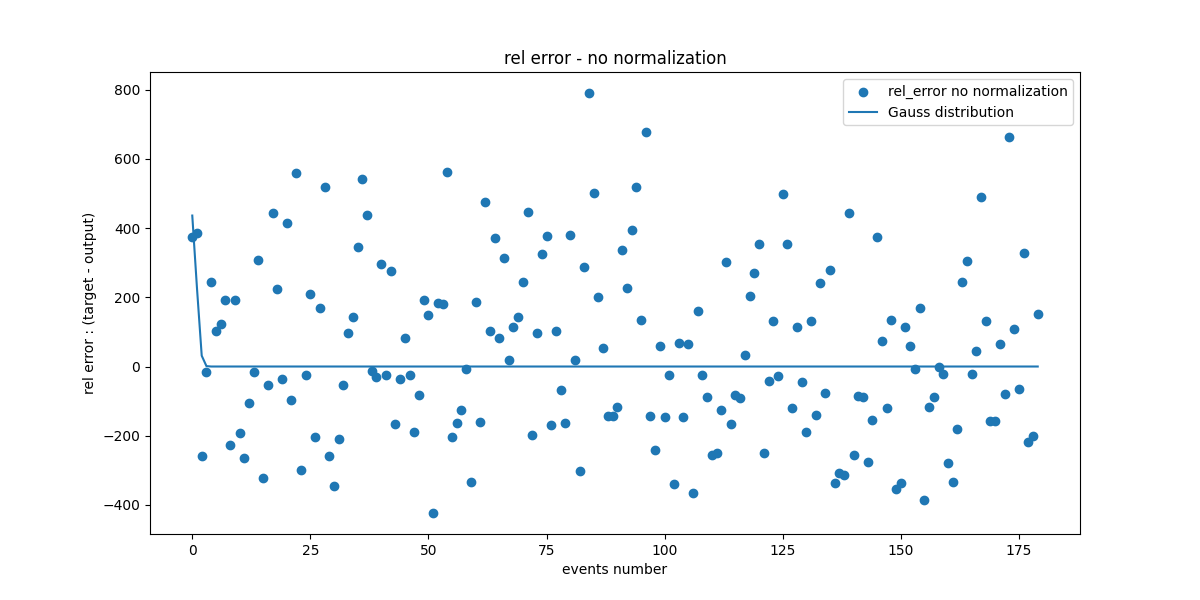 rel error - no normalization
rel_error no normalization
Gauss distribution
800
600
400
200
0
−200
−400
rel error : (target - output)
0 25 50 75 100 125 150 175
events number